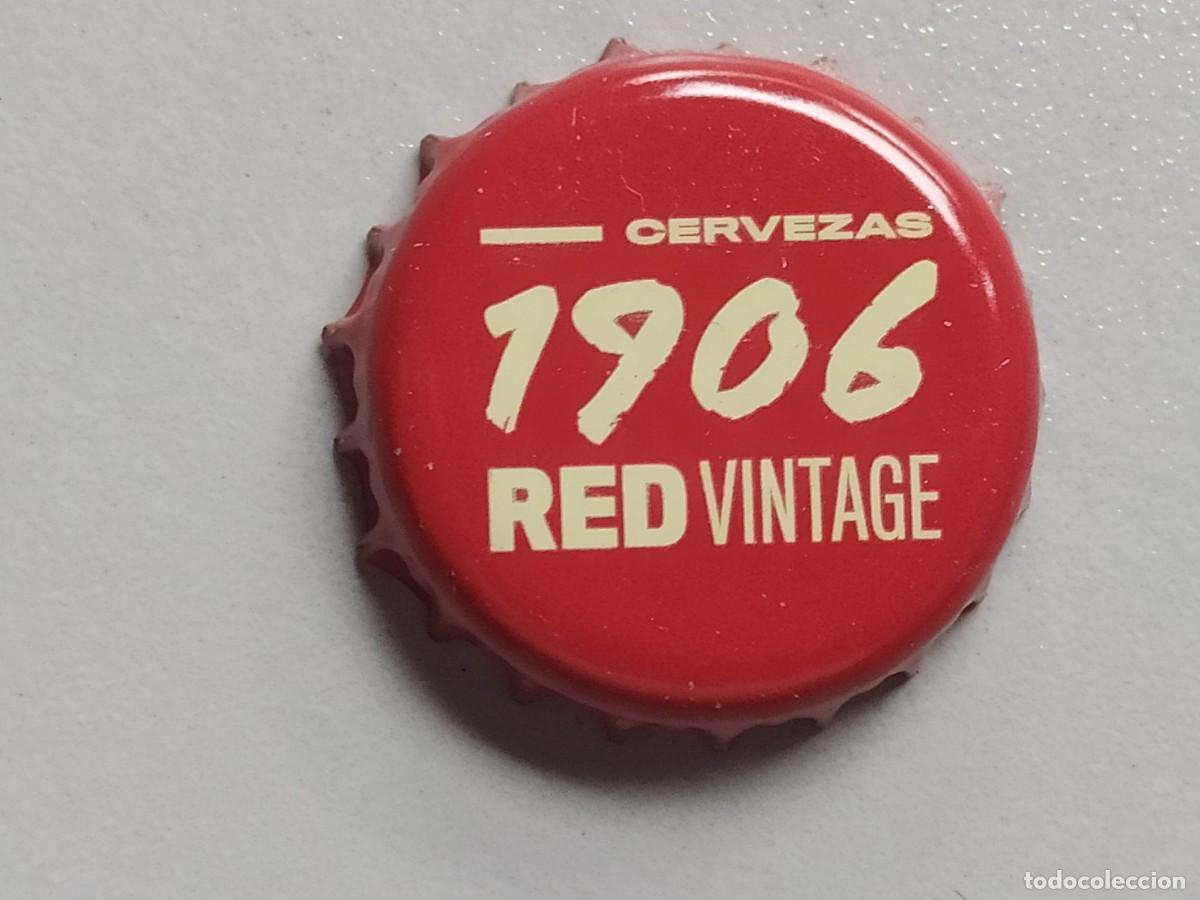 CERVEZAS
1906
RED VINTAGE
todocoleccion